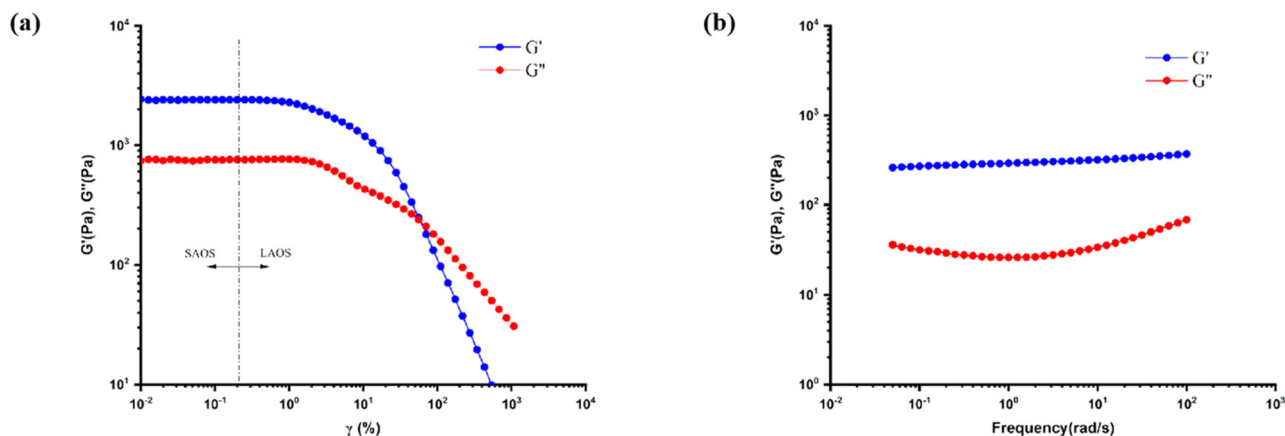 (a)
10⁴
10³
10²
10¹
G'(Pa), G"(Pa)
G'
G"
SAOS
LAOS
10⁻²
10⁻¹
10⁰
10¹
10²
10³
10⁴
γ (%)
(b)
10⁴
10³
10²
10¹
10⁰
G'(Pa), G"(Pa)
G'
G"
10⁻²
10⁻¹
10⁰
10¹
10²
10³
Frequency(rad/s)